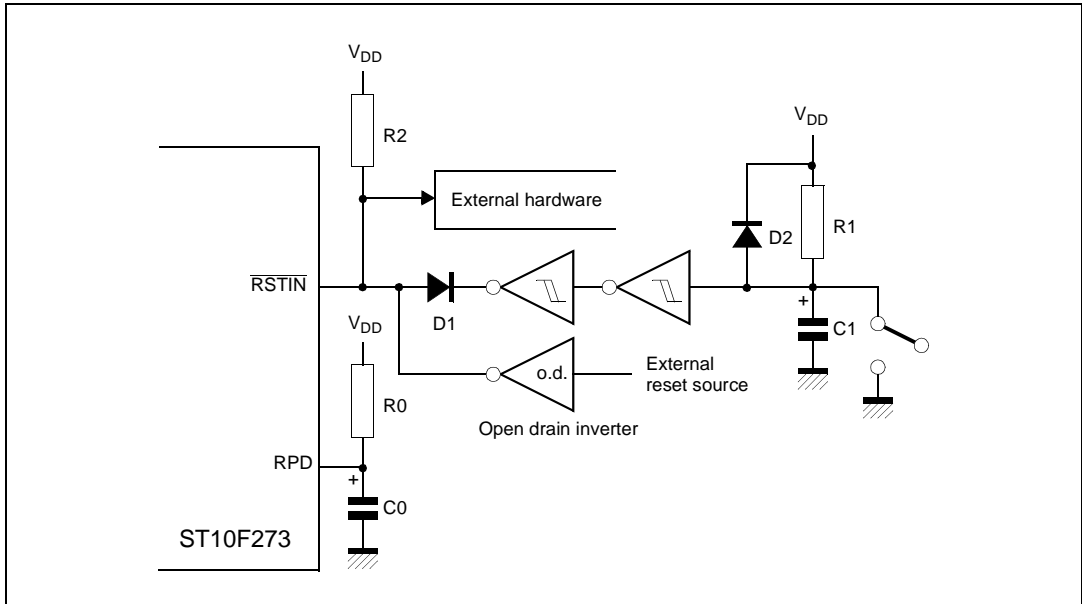 VDD
R2
VDD
External hardware
D2
R1
RSTIN
D1
+
C1
VDD
o.d.
External
reset source
R0
Open drain inverter
RPD
+
C0
ST10F273